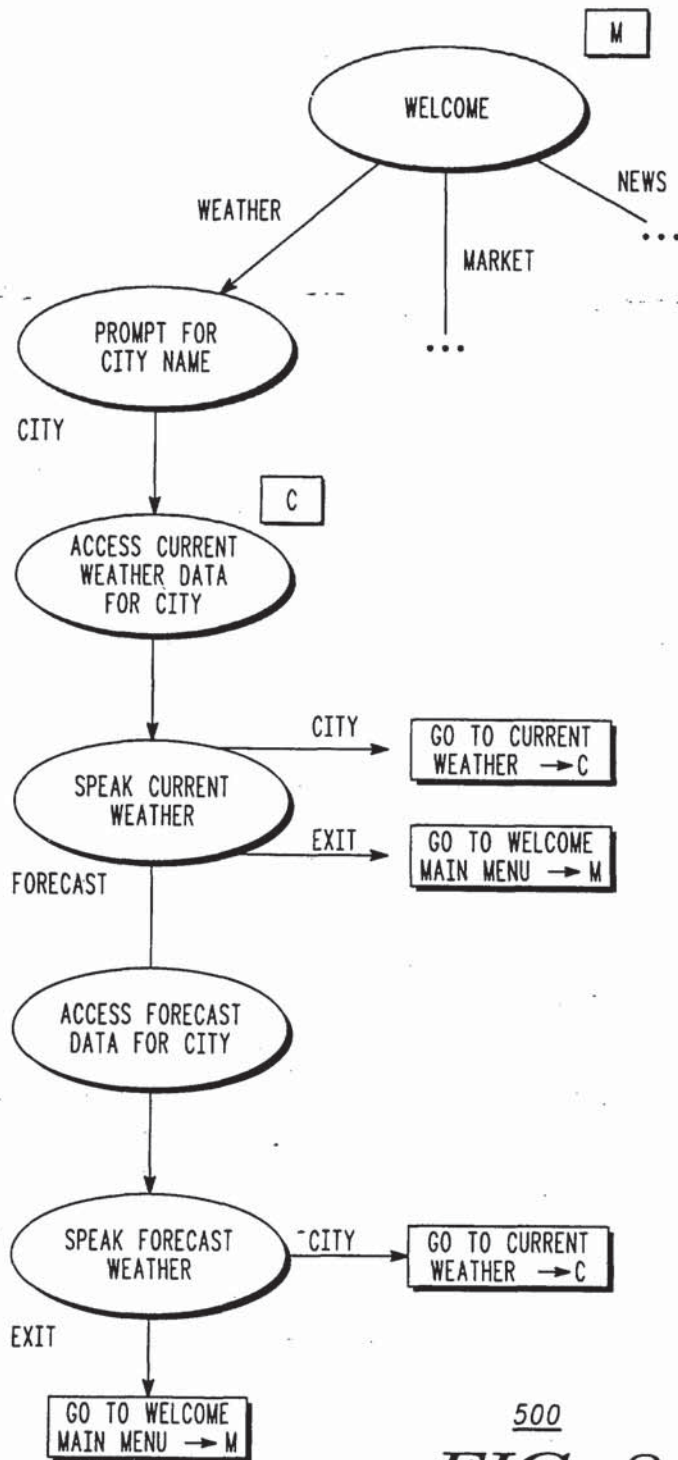 M
WELCOME
WEATHER
MARKET
NEWS
...
...
PROMPT FOR
CITY NAME
CITY
C
ACCESS CURRENT
WEATHER DATA
FOR CITY
SPEAK CURRENT
WEATHER
CITY
GO TO CURRENT
WEATHER → C
EXIT
GO TO WELCOME
MAIN MENU → M
FORECAST
ACCESS FORECAST
DATA FOR CITY
SPEAK FORECAST
WEATHER
CITY
GO TO CURRENT
WEATHER → C
EXIT
GO TO WELCOME
MAIN MENU → M
500